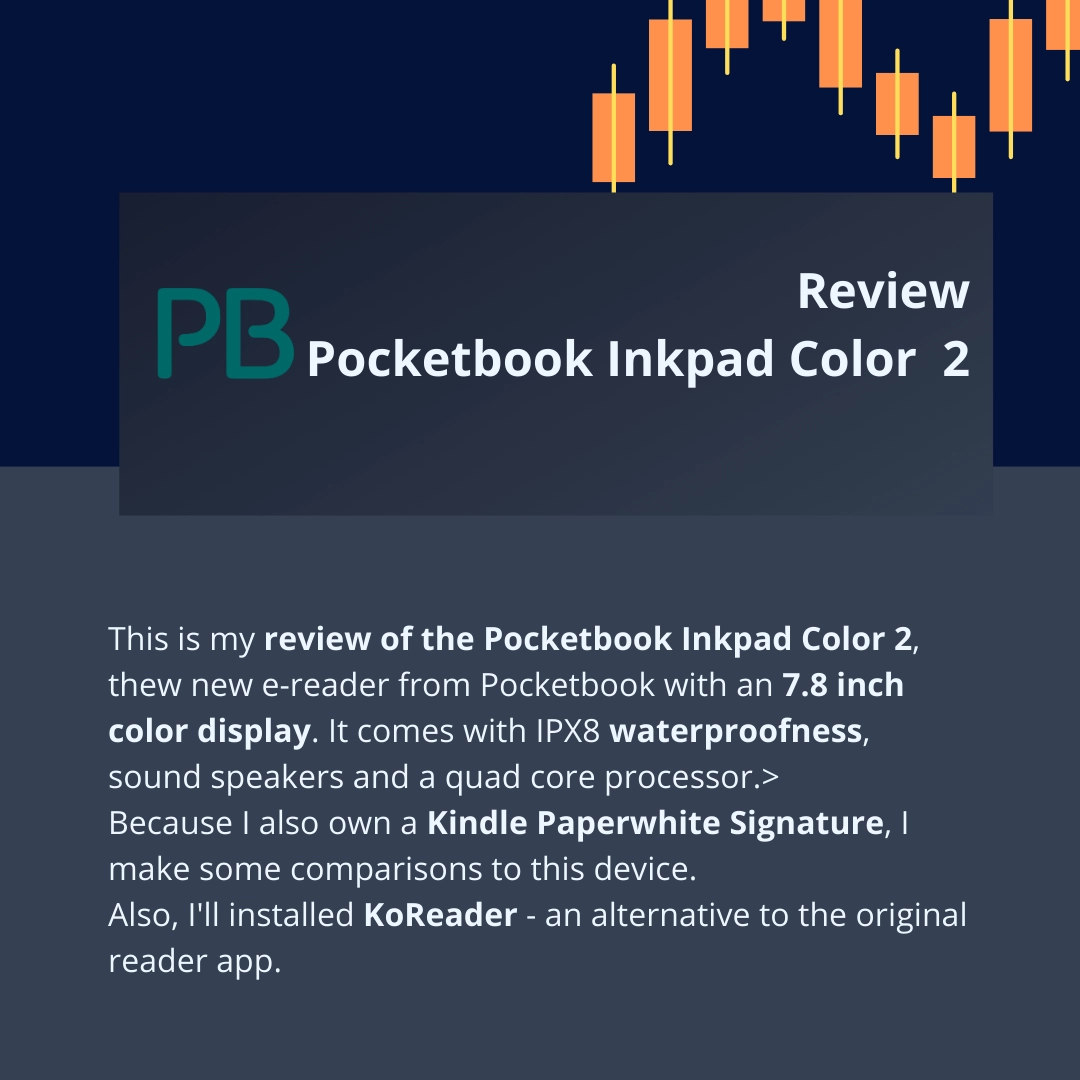 Review
PB
Pocketbook Inkpad Color  2
This is my review of the Pocketbook Inkpad Color 2,
thew new e-reader from Pocketbook with an 7.8 inch
color display. It comes with IPX8 waterproofness,
sound speakers and a quad core processor.>
Because I also own a Kindle Paperwhite Signature, I
make some comparisons to this device.
Also, I'll installed KoReader - an alternative to the original
reader app.